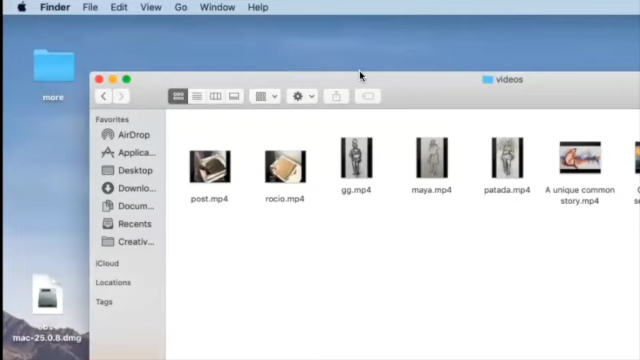 Finder File Edit View Go Window Help
more
videos
Favorites
AirDrop
Applica...
Desktop
Downlo...
Docum...
Recents
Creativ...
iCloud
Locations
Tags
post.mp4
rocio.mp4
gg.mp4
maya.mp4
patada.mp4
A unique common
story.mp4
mac-25.0.8.dmg